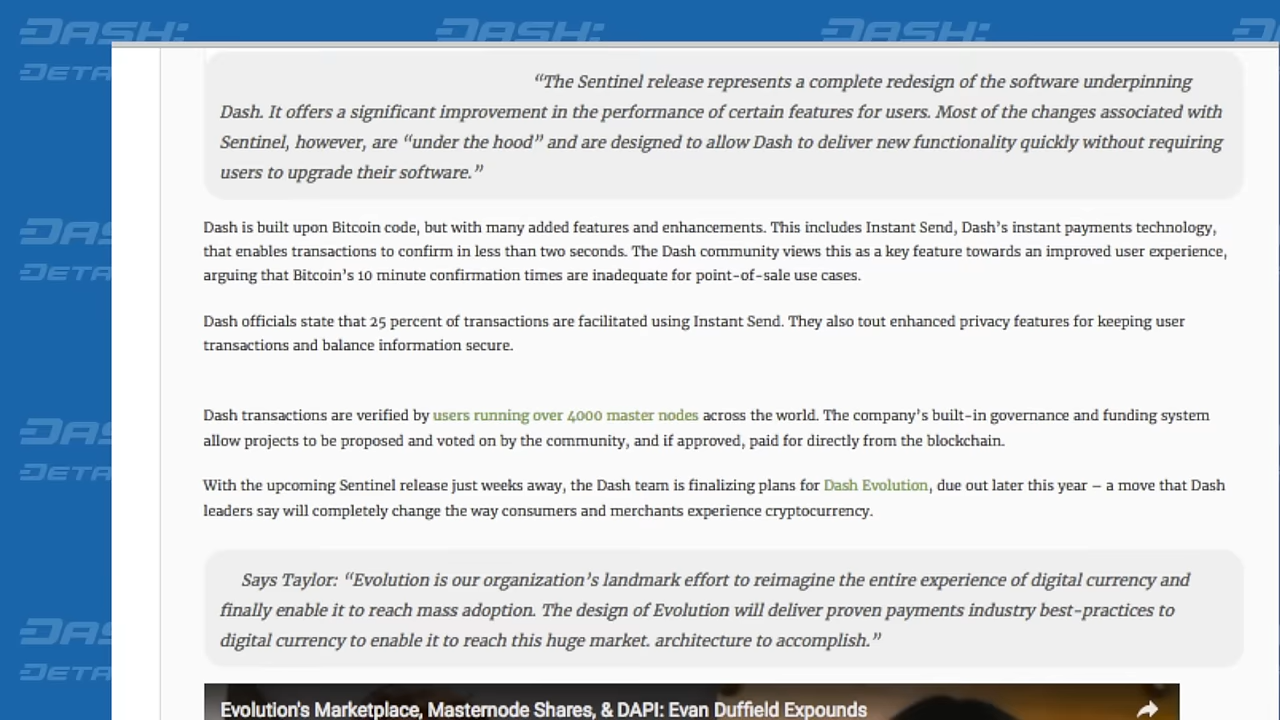 DASH: DASH: DASH:
DETA
“The Sentinel release represents a complete redesign of the software underpinning
Dash. It offers a significant improvement in the performance of certain features for users. Most of the changes associated with
Sentinel, however, are “under the hood” and are designed to allow Dash to deliver new functionality quickly without requiring
users to upgrade their software.”
Dash is built upon Bitcoin code, but with many added features and enhancements. This includes Instant Send, Dash’s instant payments technology,
that enables transactions to confirm in less than two seconds. The Dash community views this as a key feature towards an improved user experience,
arguing that Bitcoin’s 10 minute confirmation times are inadequate for point-of-sale use cases.
DAS
DETA
Dash officials state that 25 percent of transactions are facilitated using Instant Send. They also tout enhanced privacy features for keeping user
transactions and balance information secure.
Dash transactions are verified by users running over 4000 master nodes across the world. The company’s built-in governance and funding system
allow projects to be proposed and voted on by the community, and if approved, paid for directly from the blockchain.
DAS
DETA
With the upcoming Sentinel release just weeks away, the Dash team is finalizing plans for Dash Evolution, due out later this year – a move that Dash
leaders say will completely change the way consumers and merchants experience cryptocurrency.
Says Taylor: “Evolution is our organization’s landmark effort to reimagine the entire experience of digital currency and
finally enable it to reach mass adoption. The design of Evolution will deliver proven payments industry best-practices to
digital currency to enable it to reach this huge market. architecture to accomplish.”
DAS
DETA
Evolution's Marketplace, Masternode Shares, & DAPI: Evan Duffield Expounds